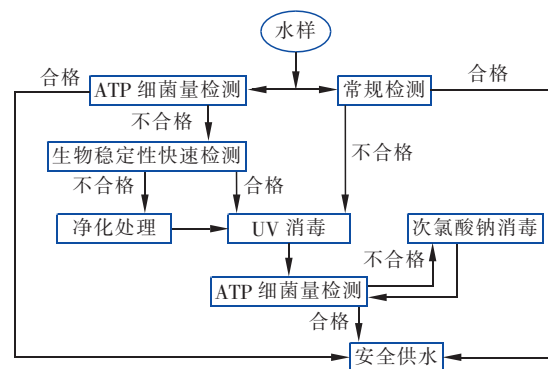 水样
合格
ATP 细菌量检测
常规检测
合格
不合格
生物稳定性快速检测
不合格
不合格
合格
净化处理
UV 消毒
次氯酸钠消毒
不合格
ATP 细菌量检测
合格
安全供水